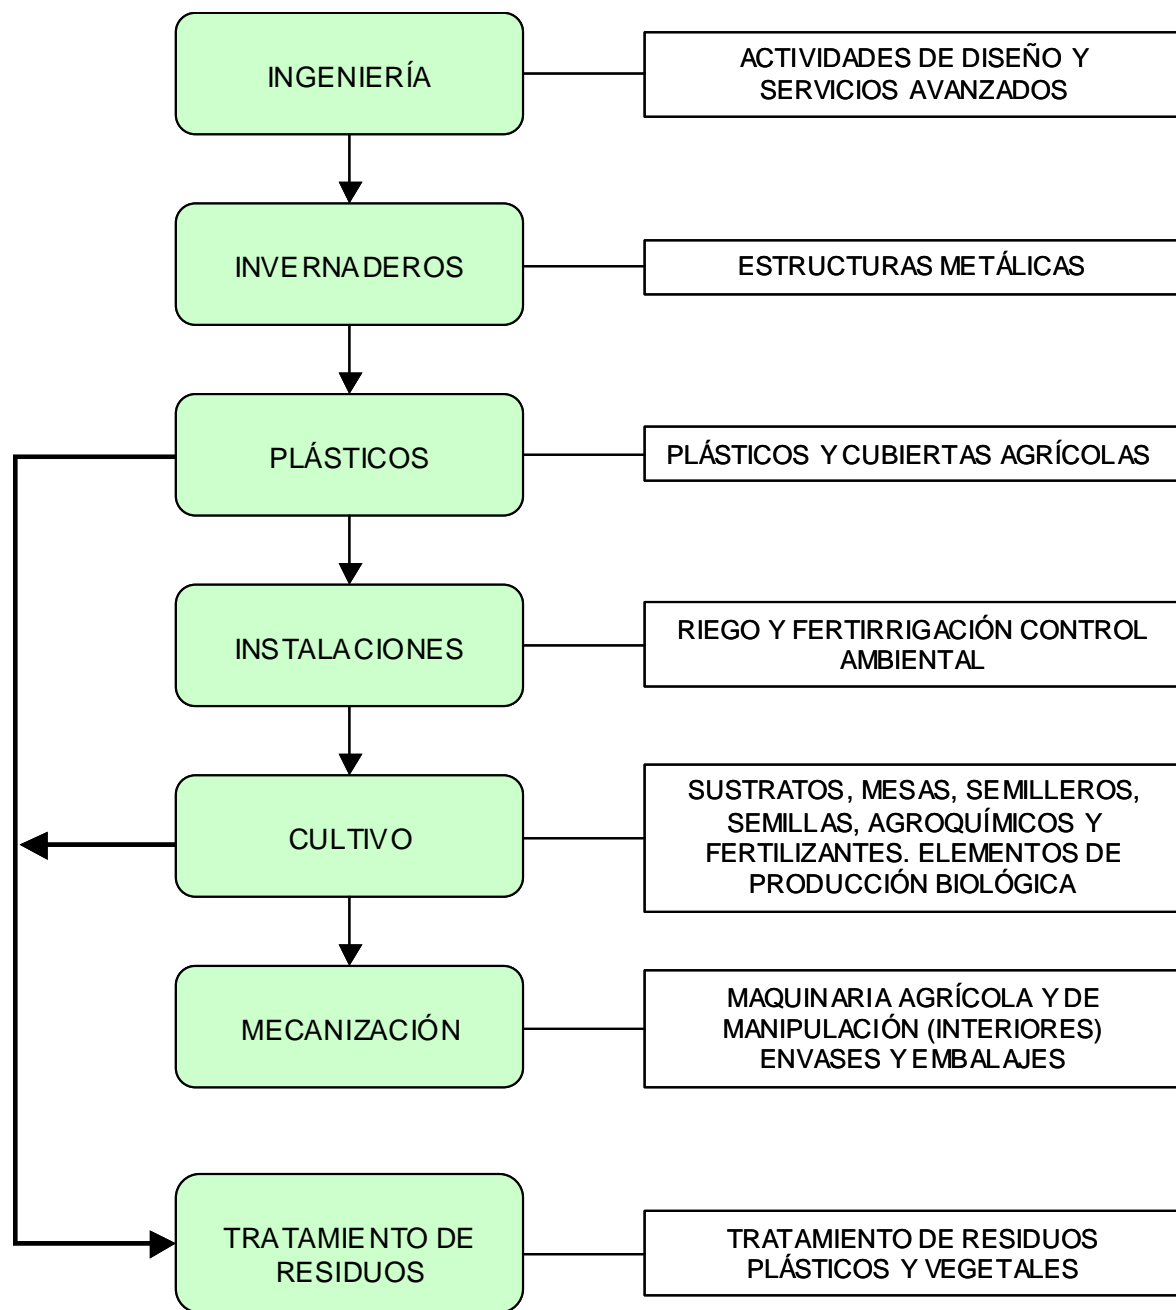 INGENIERÍA
ACTIVIDADES DE DISEÑO Y
SERVICIOS AVANZADOS
INVERNADEROS
ESTRUCTURAS METÁLICAS
PLÁSTICOS
PLÁSTICOS Y CUBIERTAS AGRÍCOLAS
INSTALACIONES
RIEGO Y FERTIRRIGACIÓN CONTROL
AMBIENTAL
CULTIVO
SUSTRATOS, MESAS, SEMILLEROS,
SEMILLAS, AGROQUÍMICOS Y
FERTILIZANTES. ELEMENTOS DE
PRODUCCIÓN BIOLÓGICA
MECANIZACIÓN
MAQUINARIA AGRÍCOLA Y DE
MANIPULACIÓN (INTERIORES)
ENVASES Y EMBALAJES
TRATAMIENTO DE
RESIDUOS
TRATAMIENTO DE RESIDUOS
PLÁSTICOS Y VEGETALES